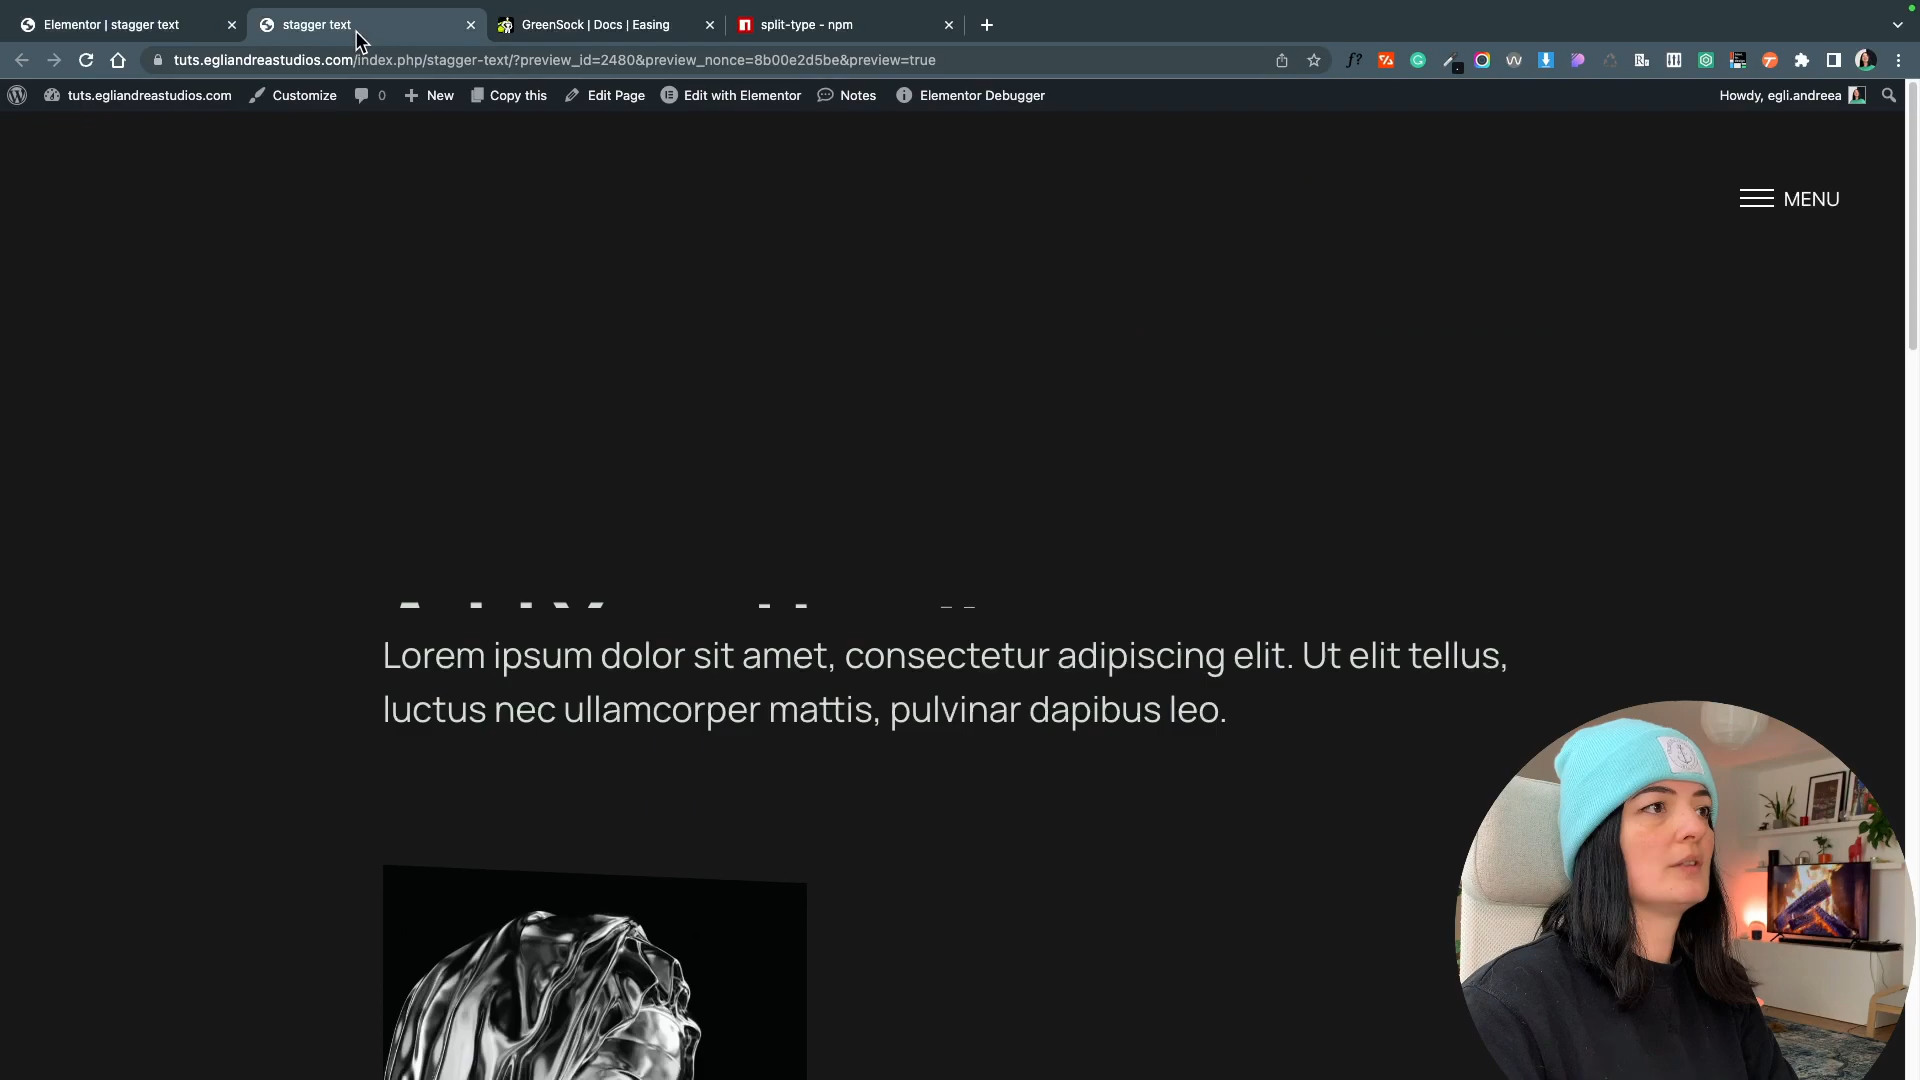 Elementor | stagger text
stagger text
GreenSock | Docs | Easing
split-type - npm
tuts.egliandreastudios.com/index.php/stagger-text/?preview_id=2480&preview_nonce=8b00e2d5be&preview=true
tuts.egliandreastudios.com Customize 0 New Copy this Edit Page Edit with Elementor Notes Elementor Debugger Howdy, egli.andreea
MENU
Lorem ipsum dolor sit amet, consectetur adipiscing elit. Ut elit tellus,
luctus nec ullamcorper mattis, pulvinar dapibus leo.